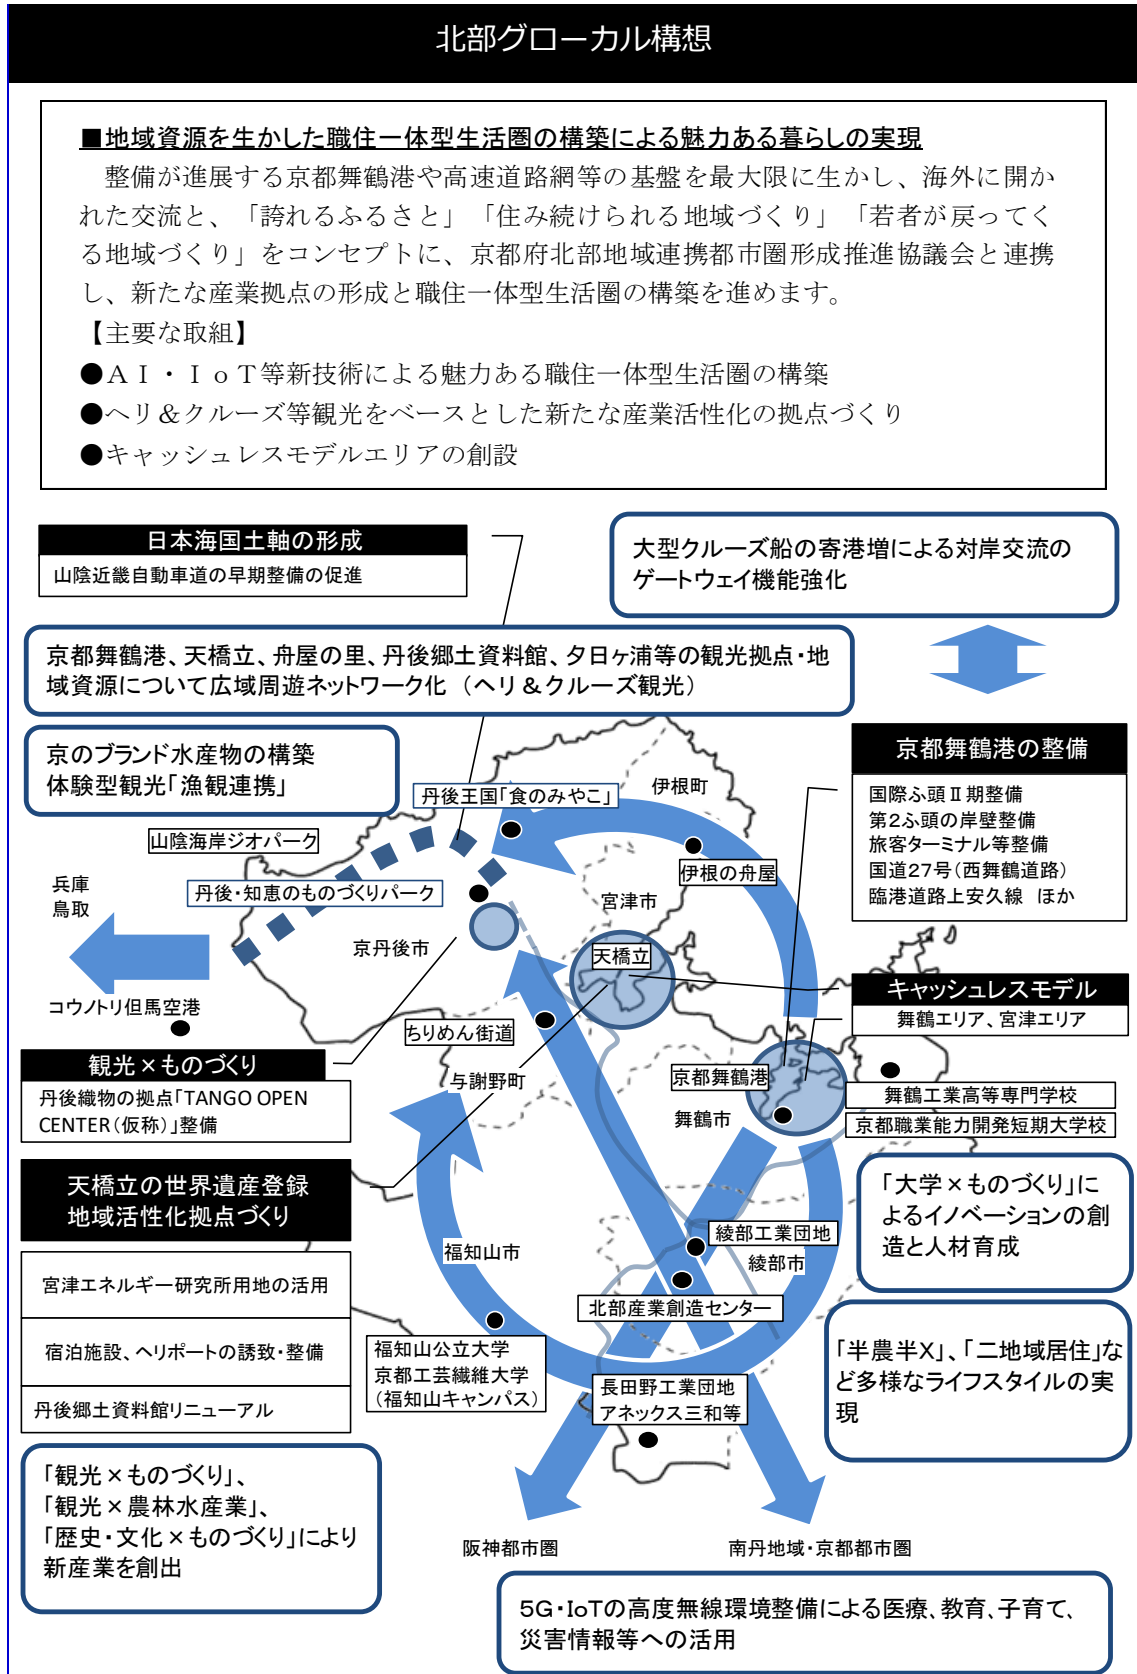 北部グローカル構想
■地域資源を生かした職住一体型生活圏の構築による魅力ある暮らしの実現
整備が進展する京都舞鶴港や高速道路網等の基盤を最大限に生かし、海外に開か
れた交流と、「誇れるふるさと」「住み続けられる地域づくり」「若者が戻ってく
る地域づくり」をコンセプトに、京都府北部地域連携都市圏形成推進協議会と連携
し、新たな産業拠点の形成と職住一体型生活圏の構築を進めます。
【主要な取組】
●ＡＩ・ＩｏＴ等新技術による魅力ある職住一体型生活圏の構築
●ヘリ＆クルーズ等観光をベースとした新たな産業活性化の拠点づくり
●キャッシュレスモデルエリアの創設
日本海国土軸の形成
山陰近畿自動車道の早期整備の促進
大型クルーズ船の寄港増による対岸交流の
ゲートウェイ機能強化
京都舞鶴港、天橋立、舟屋の里、丹後郷土資料館、夕日ヶ浦等の観光拠点・地
域資源について広域周遊ネットワーク化（ヘリ＆クルーズ観光）
京のブランド水産物の構築
体験型観光「漁観連携」
京都舞鶴港の整備
国際ふ頭Ⅱ期整備
第2ふ頭の岸壁整備
旅客ターミナル等整備
国道27号（西舞鶴道路）
臨港道路上安久線 ほか
丹後王国「食のみやこ」
伊根町
山陰海岸ジオパーク
伊根の舟屋
兵庫
鳥取
丹後・知恵のものづくりパーク
宮津市
京丹後市
天橋立
コウノトリ但馬空港
ちりめん街道
キャッシュレスモデル
舞鶴エリア、宮津エリア
観光×ものづくり
丹後織物の拠点「TANGO OPEN
CENTER（仮称）」整備
与謝野町
京都舞鶴港
舞鶴市
舞鶴工業高等専門学校
京都職業能力開発短期大学校
天橋立の世界遺産登録
地域活性化拠点づくり
宮津エネルギー研究所用地の活用
宿泊施設、ヘリポートの誘致・整備
丹後郷土資料館リニューアル
「大学×ものづくり」に
よるイノベーションの創
造と人材育成
福知山市
綾部工業団地
綾部市
北部産業創造センター
福知山公立大学
京都工芸繊維大学
（福知山キャンパス）
長田野工業団地
アネックス三和等
「半農半X」、「二地域居住」な
ど多様なライフスタイルの実
現
「観光×ものづくり」、
「観光×農林水産業」、
「歴史・文化×ものづくり」により
新産業を創出
阪神都市圏
南丹地域・京都都市圏
5G・IoTの高度無線環境整備による医療、教育、子育て、
災害情報等への活用